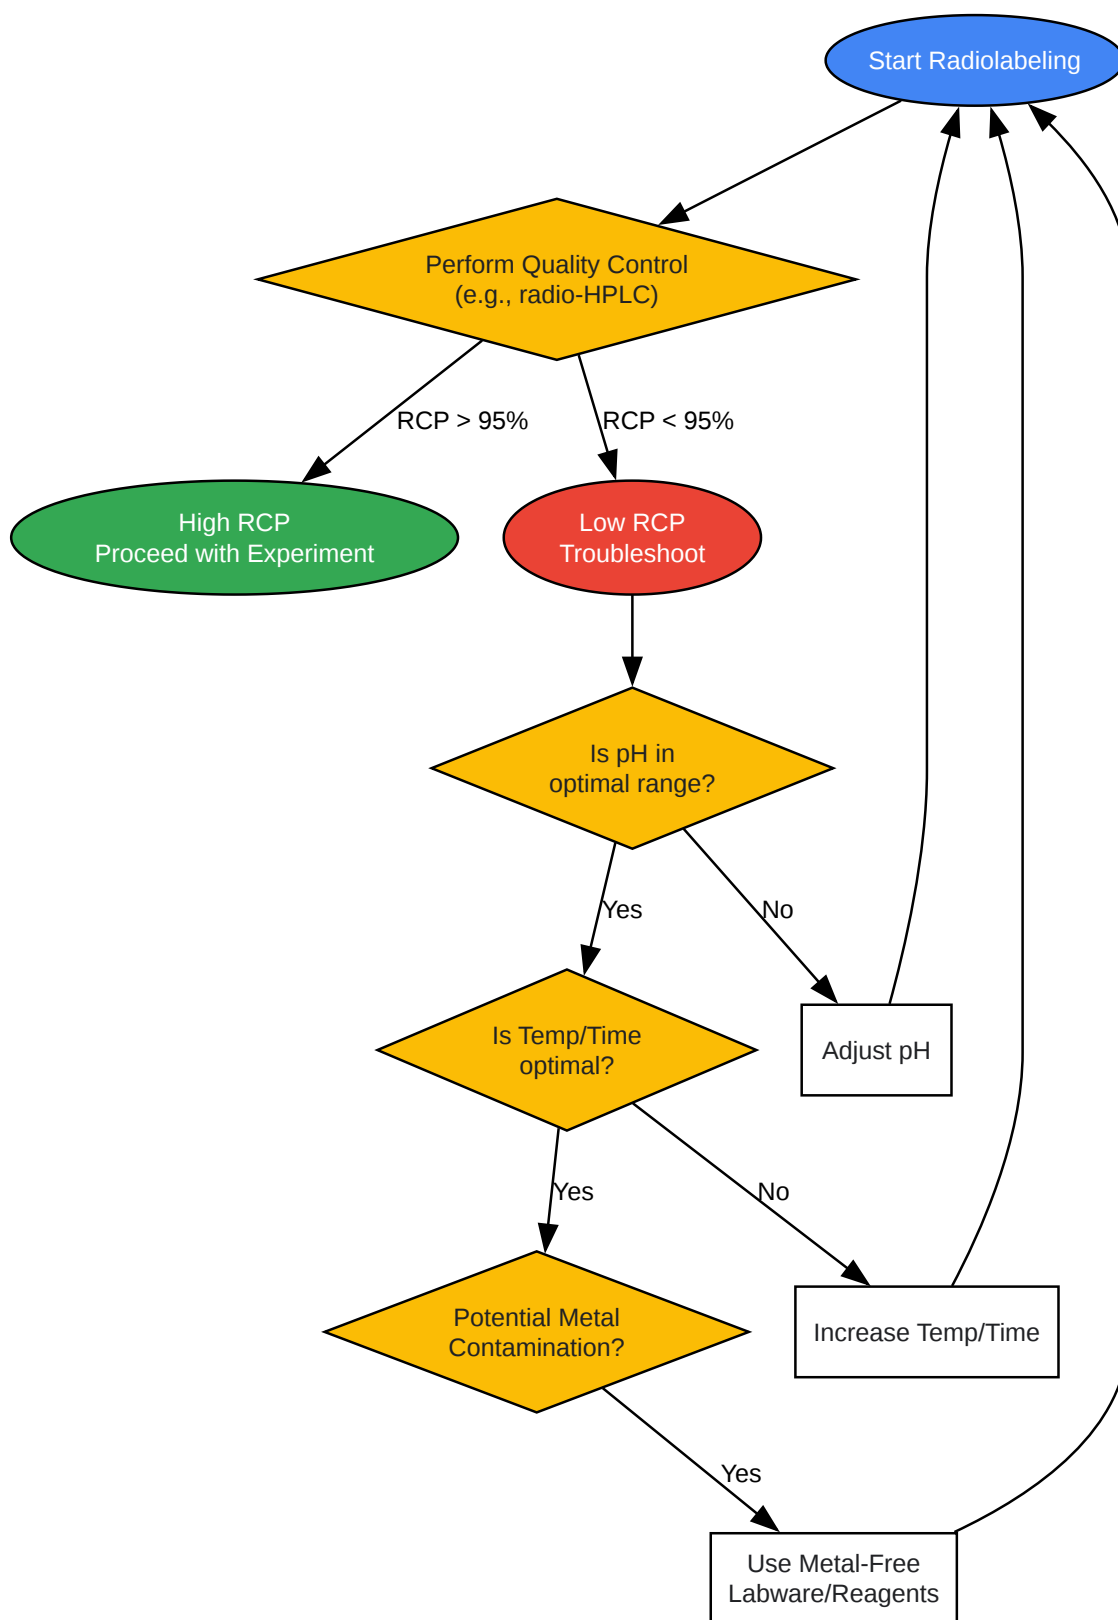 Start Radiolabeling
Perform Quality Control
(e.g., radio-HPLC)
RCP > 95%
RCP < 95%
High RCP
Proceed with Experiment
Low RCP
Troubleshoot
Is pH in
optimal range?
Yes
No
Is Temp/Time
optimal?
Adjust pH
Yes
No
Potential Metal
Contamination?
Increase Temp/Time
Yes
Use Metal-Free
Labware/Reagents